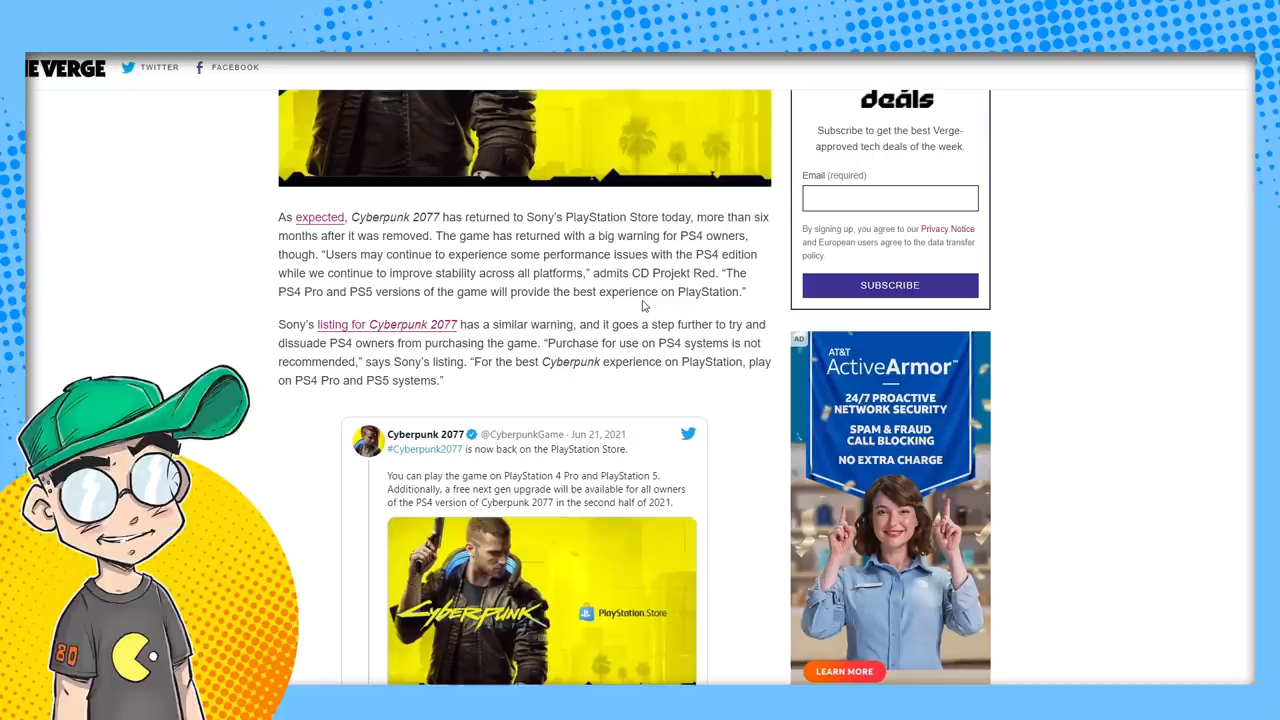 E VERGE
TWITTER
FACEBOOK
deals
Subscribe to get the best Verge-
approved tech deals of the week.
Email (required)
By signing up, you agree to our Privacy Notice
and European users agree to the data transfer
policy.
SUBSCRIBE
As expected, Cyberpunk 2077 has returned to Sony's PlayStation Store today, more than six
months after it was removed. The game has returned with a big warning for PS4 owners,
though. “Users may continue to experience some performance issues with the PS4 edition
while we continue to improve stability across all platforms,” admits CD Projekt Red. “The
PS4 Pro and PS5 versions of the game will provide the best experience on PlayStation.”
Sony's listing for Cyberpunk 2077 has a similar warning, and it goes a step further to try and
dissuade PS4 owners from purchasing the game. “Purchase for use on PS4 systems is not
recommended,” says Sony's listing. “For the best Cyberpunk experience on PlayStation, play
on PS4 Pro and PS5 systems.”
Cyberpunk 2077 @CyberpunkGame · Jun 21, 2021
#Cyberpunk2077 is now back on the PlayStation Store.
You can play the game on PlayStation 4 Pro and PlayStation 5.
Additionally, a free next gen upgrade will be available for all owners
of the PS4 version of Cyberpunk 2077 in the second half of 2021.
CYBERPUNK
PlayStation Store
AD
AT&T
ActiveArmor℠
24/7 PROACTIVE
NETWORK SECURITY
SPAM & FRAUD
CALL BLOCKING
NO EXTRA CHARGE
LEARN MORE
80